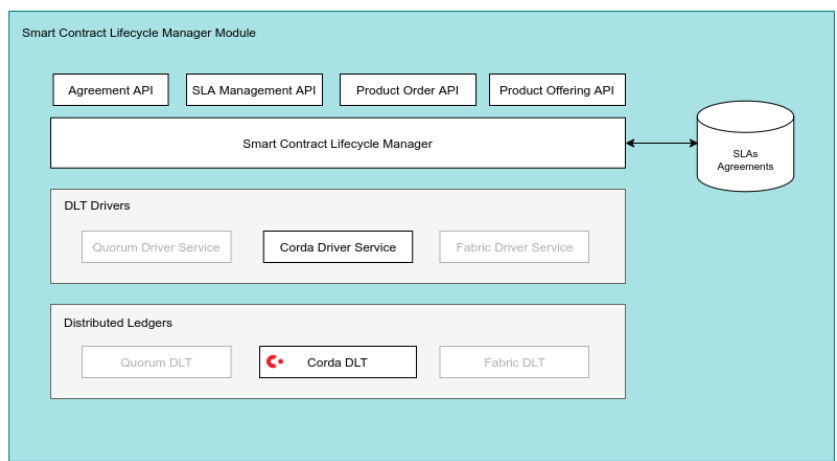 Smart Contract Lifecycle Manager Module
Agreement API
SLA Management API
Product Order API
Product Offering API
Smart Contract Lifecycle Manager
SLAs
Agreements
DLT Drivers
Quorum Driver Service
Corda Driver Service
Fabric Driver Service
Distributed Ledgers
Quorum DLT
Corda DLT
Fabric DLT